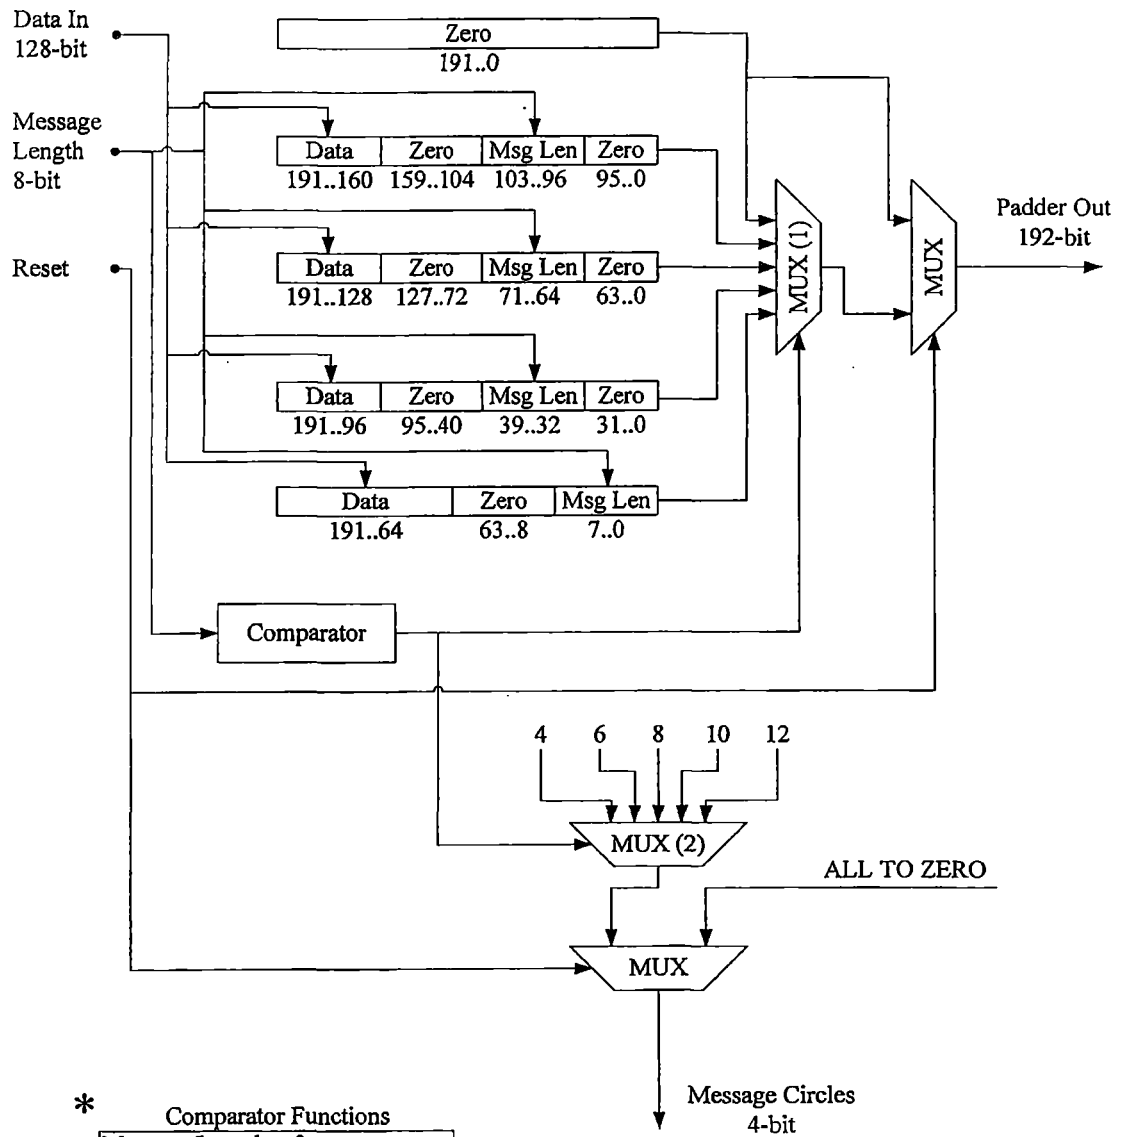 Data In
128-bit
Zero
191..0
Message
Length
8-bit
Data Zero Msg Len Zero
191..160 159..104 103..96 95..0
Reset
Data Zero Msg Len Zero
191..128 127..72 71..64 63..0
Data Zero Msg Len Zero
191..96 95..40 39..32 31..0
Data Zero Msg Len
191..64 63..8 7..0
MUX (1)
MUX
Padder Out
192-bit
Comparator
4 6 8 10 12
MUX (2)
ALL TO ZERO
MUX
Message Circles
4-bit
*
Comparator Functions